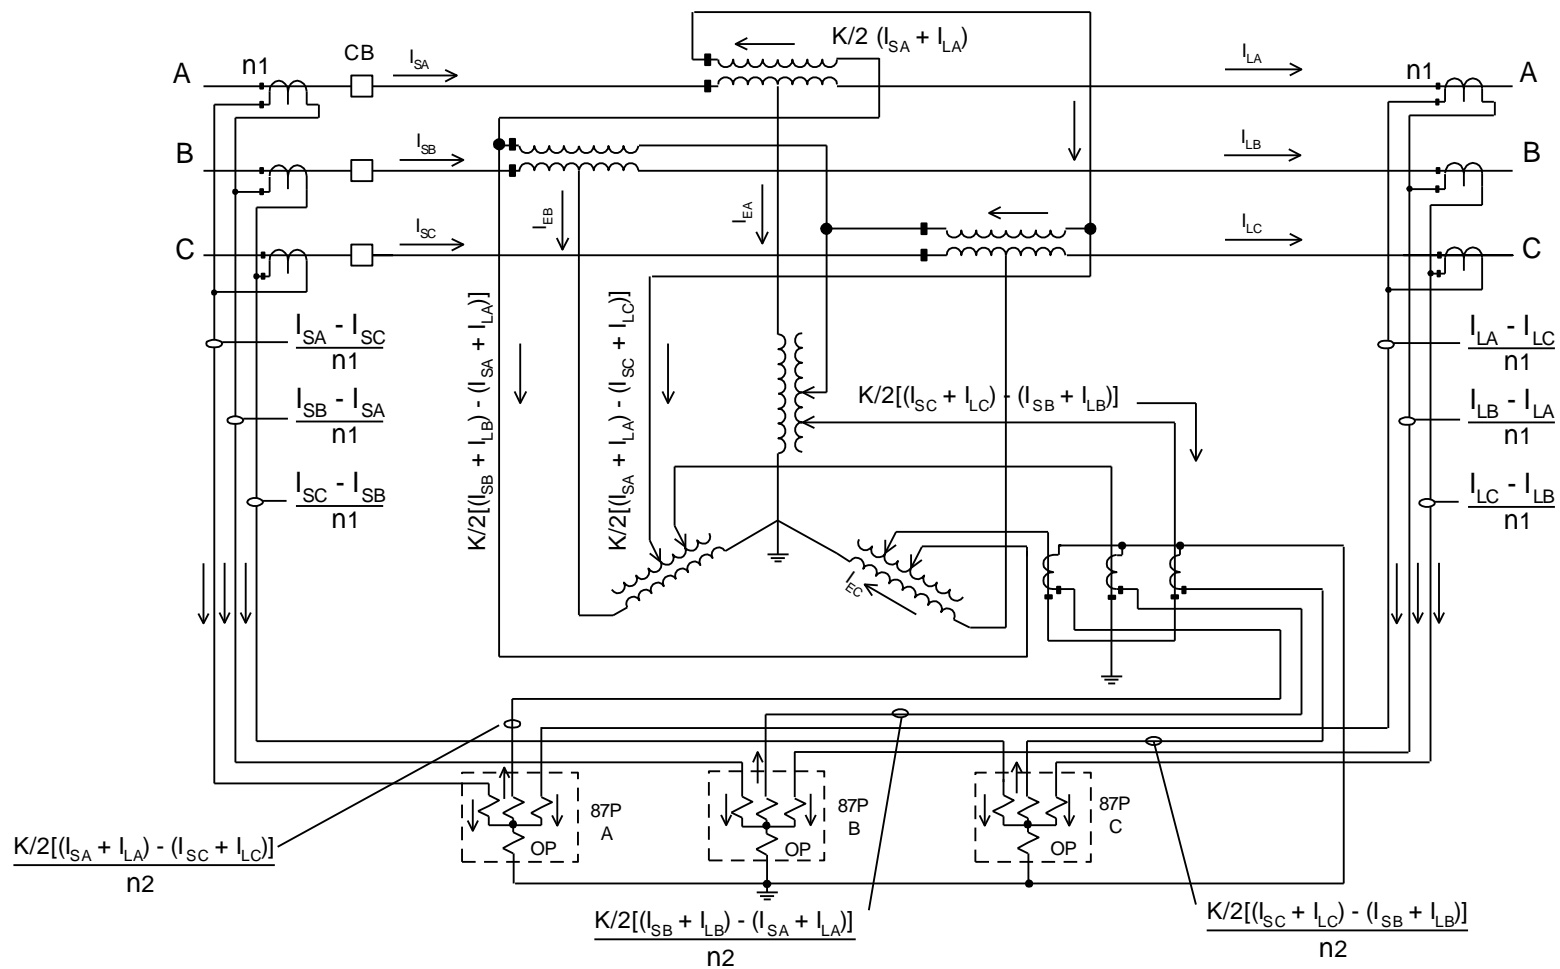 K/2 (I_SA + I_LA)
CB
I_SA
I_LA
n1
n1
A
A
I_SB
I_LB
B
B
I_EB
I_EA
I_SC
I_LC
C
C
K/2[(I_SB + I_LB) - (I_SA + I_LA)]
K/2[(I_SA + I_LA) - (I_SC + I_LC)]
I_SA - I_SC
n1
I_LA - I_LC
n1
K/2[(I_SC + I_LC) - (I_SB + I_LB)]
I_SB - I_SA
n1
I_LB - I_LA
n1
I_SC - I_SB
n1
I_LC - I_LB
n1
I_EC
87P
A
OP
87P
B
OP
87P
C
OP
K/2[(I_SA + I_LA) - (I_SC + I_LC)]
n2
K/2[(I_SB + I_LB) - (I_SA + I_LA)]
n2
K/2[(I_SC + I_LC) - (I_SB + I_LB)]
n2